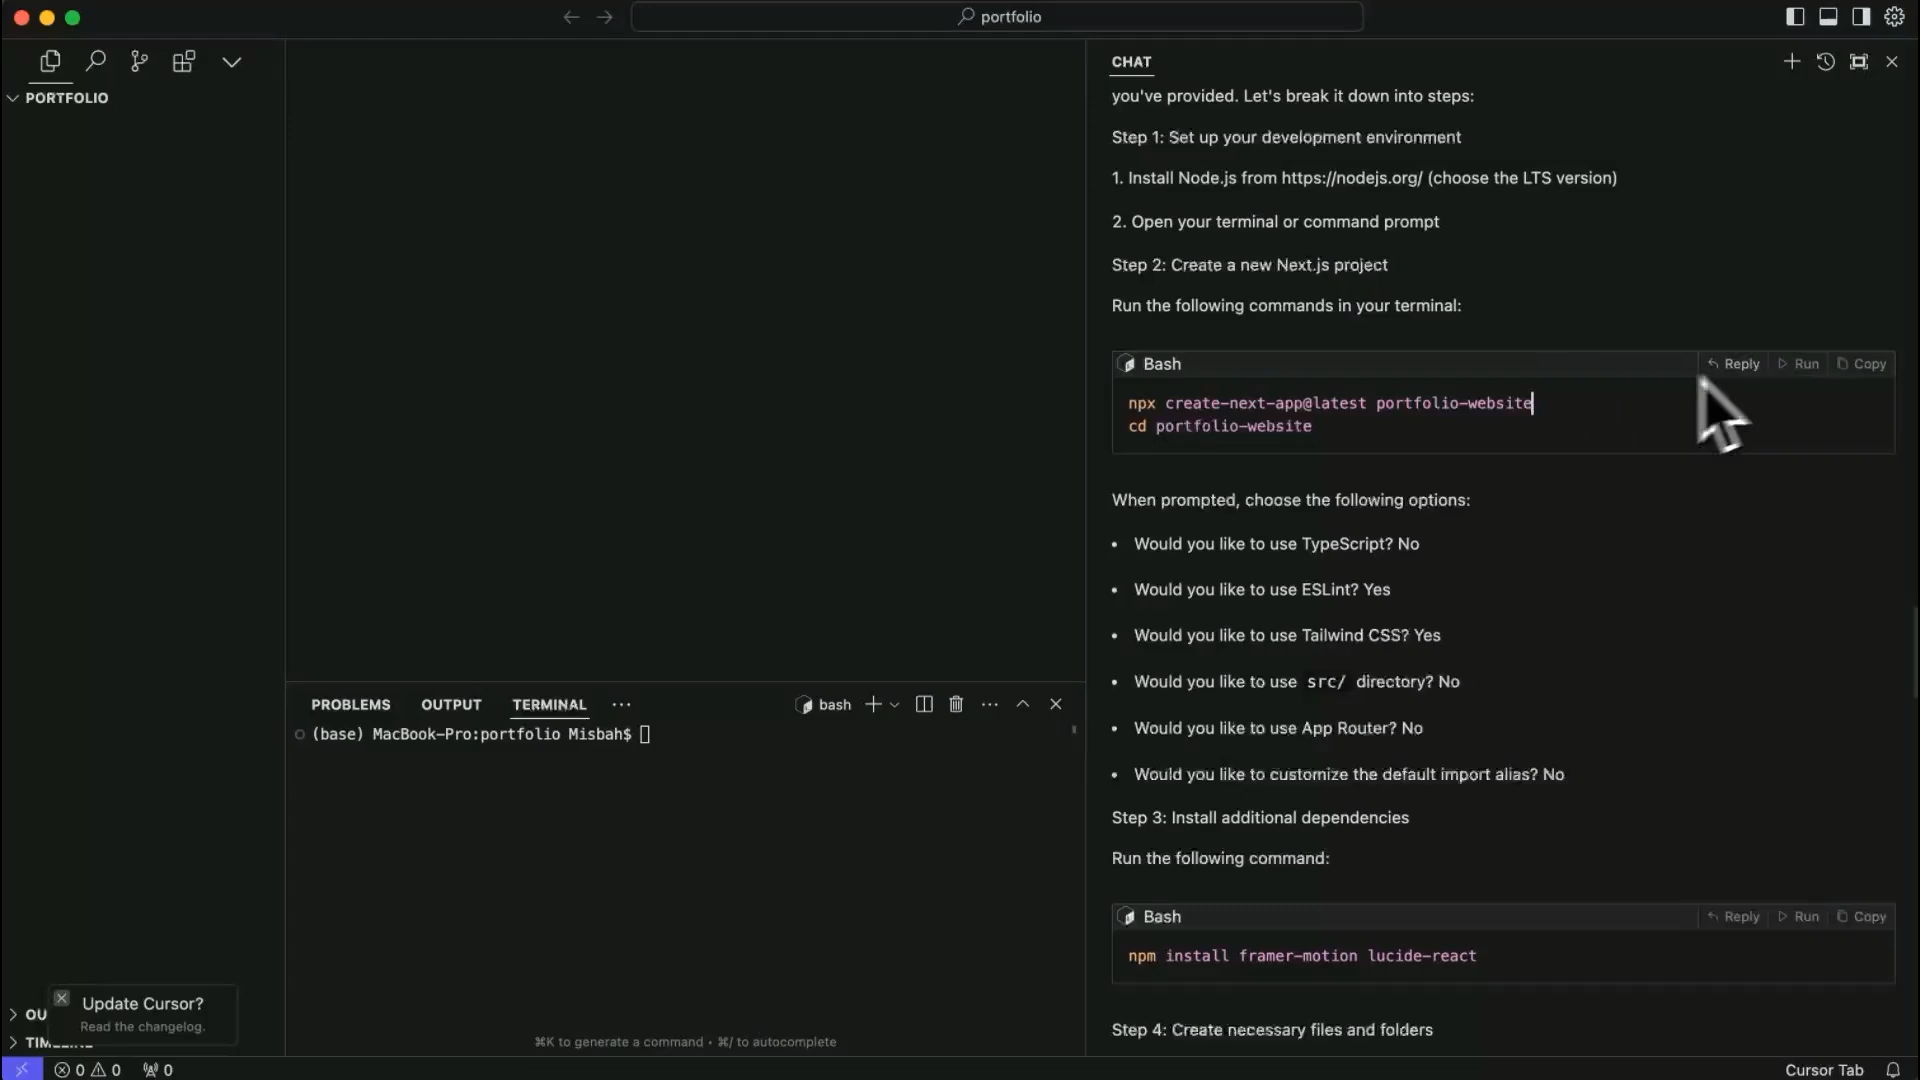 portfolio
PORTFOLIO
CHAT
you've provided. Let's break it down into steps:
Step 1: Set up your development environment
1. Install Node.js from https://nodejs.org/ (choose the LTS version)
2. Open your terminal or command prompt
Step 2: Create a new Next.js project
Run the following commands in your terminal:
Bash Reply Run Copy
npx create-next-app@latest portfolio-website
cd portfolio-website
When prompted, choose the following options:
• Would you like to use TypeScript? No
• Would you like to use ESLint? Yes
• Would you like to use Tailwind CSS? Yes
• Would you like to use src/ directory? No
• Would you like to use App Router? No
• Would you like to customize the default import alias? No
Step 3: Install additional dependencies
Run the following command:
Bash Reply Run Copy
npm install framer-motion lucide-react
Step 4: Create necessary files and folders
PROBLEMS OUTPUT TERMINAL ··· bash ···
(base) MacBook-Pro:portfolio Misbah$
⌘K to generate a command • ⌘/ to autocomplete
OU
Update Cursor?
Read the changelog.
0 0 0
Cursor Tab